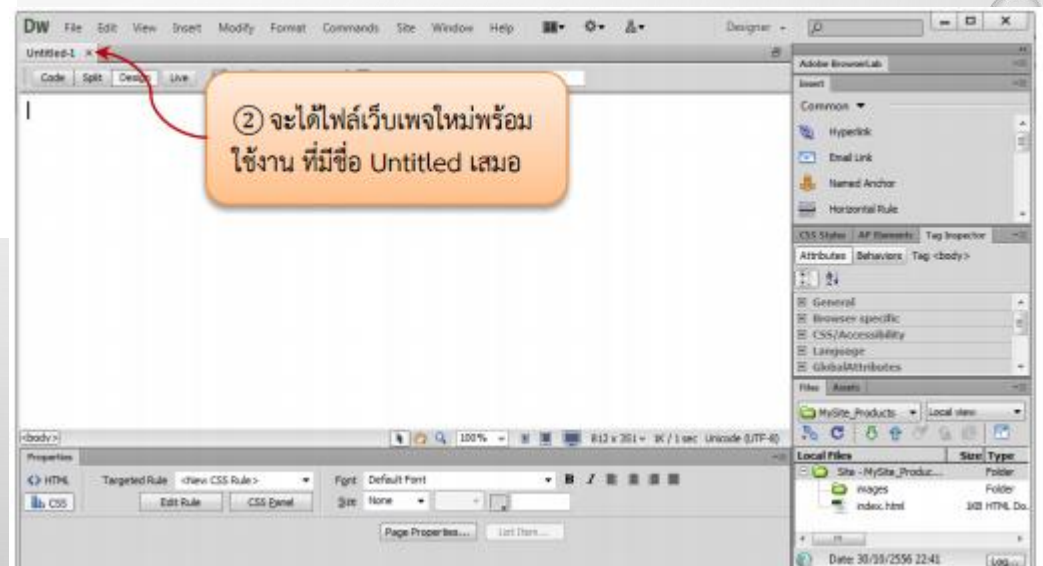 DW File Edit View Insert Modify Format Commands Site Window Help Designer
Untitled-1 ×
Code Split Design Live
② จะได้ไฟล์เว็บเพจใหม่พร้อม
ใช้งาน ที่มีชื่อ Untitled เสมอ
Adobe BrowserLab
Insert
Common
Hyperlink
Email Link
Named Anchor
Horizontal Rule
CSS Styles AP Elements Tag Inspector
Attributes Behaviors Tag <body>
General
Browser specific
CSS/Accessibility
Language
GlobalAttributes
Files Assets
MySite_Products Local view
Local Files Size Type
Site - MySite_Produc... Folder
images Folder
index.html 1KB HTML Do.
Date: 30/10/2556 22:41 Log...
<body> 100% 812 x 351 1K / 1 sec Unicode (UTF-8)
Properties
<> HTML Targeted Rule <New CSS Rule> Font Default Font B I
CSS Edit Rule CSS Panel Size None
Page Properties... List Item...